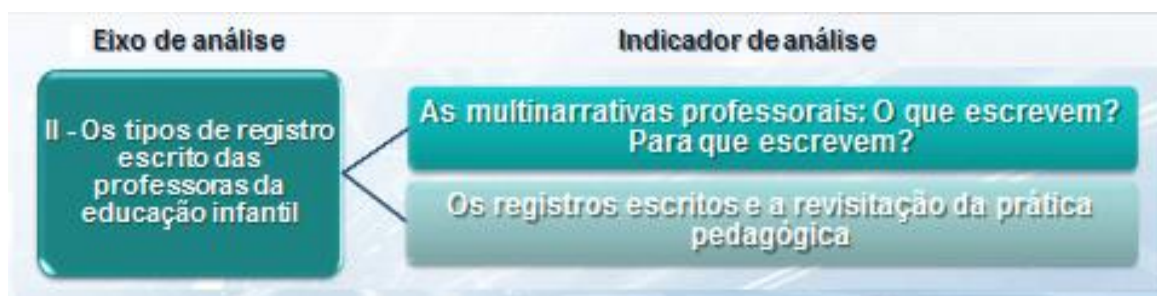 Eixo de análise
Indicador de análise
II - Os tipos de registro
escrito das
professoras da
educação infantil
As multinarrativas professorais: O que escrevem?
Para que escrevem?
Os registros escritos e a revisitação da prática
pedagógica